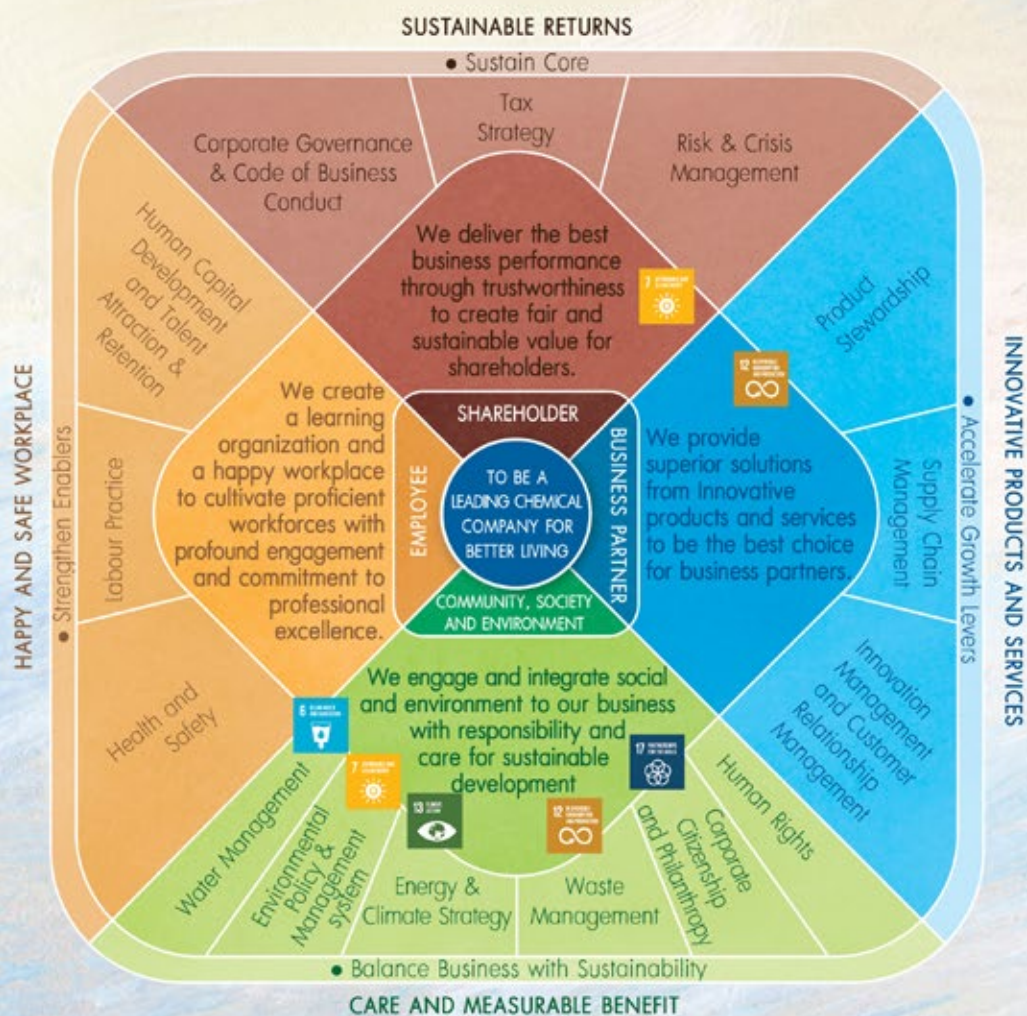 SUSTAINABLE RETURNS
• Sustain Core
Corporate Governance
& Code of Business
Conduct
Tax
Strategy
Risk & Crisis
Management
We deliver the best
business performance
through trustworthiness
to create fair and
sustainable value for
shareholders.
7
SHAREHOLDER
HAPPY AND SAFE WORKPLACE
• Strengthen Enablers
Human Capital
Development
and Talent
Attraction &
Retention
Labour Practice
Health and
Safety
We create
a learning
organization and
a happy workplace
to cultivate proficient
workforces with
profound engagement
and commitment to
professional
excellence.
EMPLOYEE
TO BE A
LEADING CHEMICAL
COMPANY FOR
BETTER LIVING
BUSINESS PARTNER
12
We provide
superior solutions
from Innovative
products and services
to be the best choice
for business partners.
Product
Stewardship
Supply Chain
Management
Innovation
Management
and Customer
Relationship
Management
• Accelerate Growth Levers
INNOVATIVE PRODUCTS AND SERVICES
COMMUNITY, SOCIETY
AND ENVIRONMENT
We engage and integrate social
and environment to our business
with responsibility and
care for sustainable
development
6
7
13
12
17
Water Management
Environmental
Policy &
Management
system
Energy &
Climate Strategy
Waste
Management
Corporate
Citizenship
and Philanthropy
Human Rights
• Balance Business with Sustainability
CARE AND MEASURABLE BENEFIT